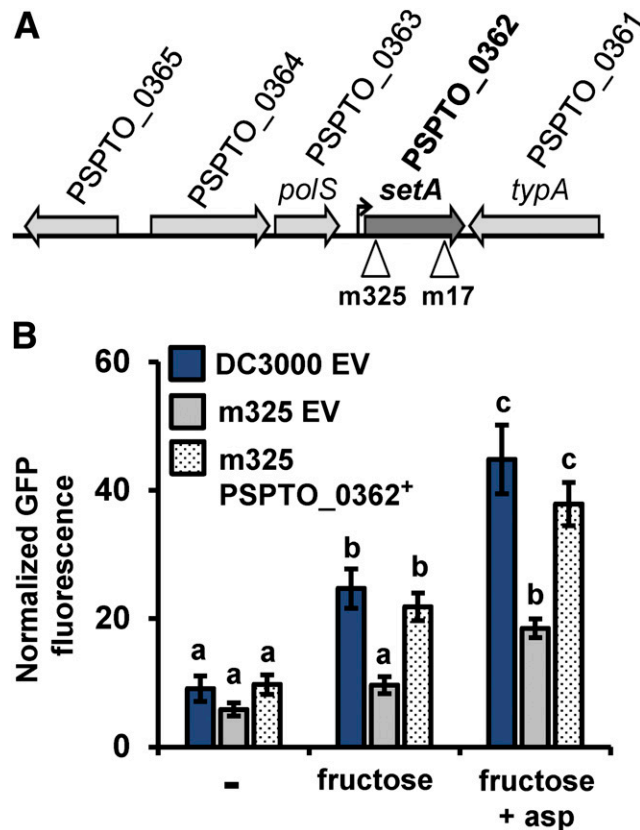 A
PSPTO_0365
PSPTO_0364
PSPTO_0363
PSPTO_0362
PSPTO_0361
polS
setA
typA
m325
m17
B
60
40
20
0
Normalized GFP
fluorescence
DC3000 EV
m325 EV
m325
PSPTO_0362⁺
a
a
a
b
a
b
c
b
c
-
fructose
fructose
+ asp